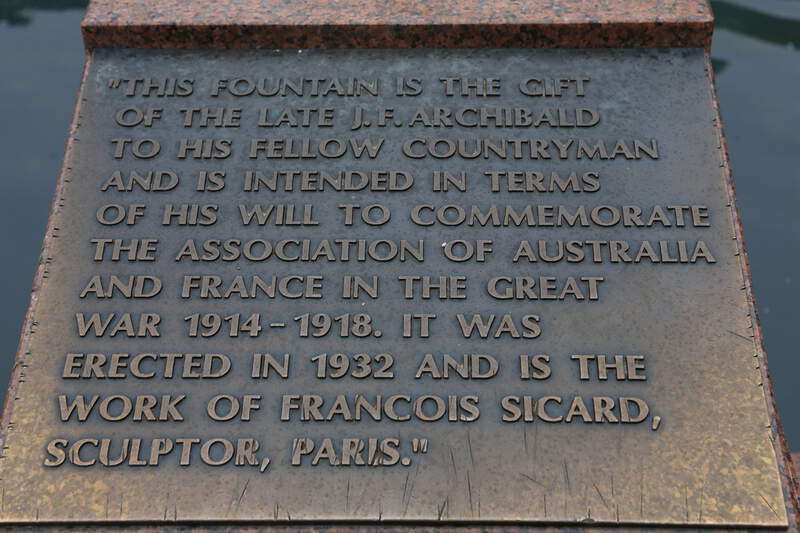 "THIS FOUNTAIN IS THE GIFT
OF THE LATE J.F. ARCHIBALD
TO HIS FELLOW COUNTRYMAN
AND IS INTENDED IN TERMS
OF HIS WILL TO COMMEMORATE
THE ASSOCIATION OF AUSTRALIA
AND FRANCE IN THE GREAT
WAR 1914-1918. IT WAS
ERECTED IN 1932 AND IS THE
WORK OF FRANCOIS SICARD,
SCULPTOR, PARIS."